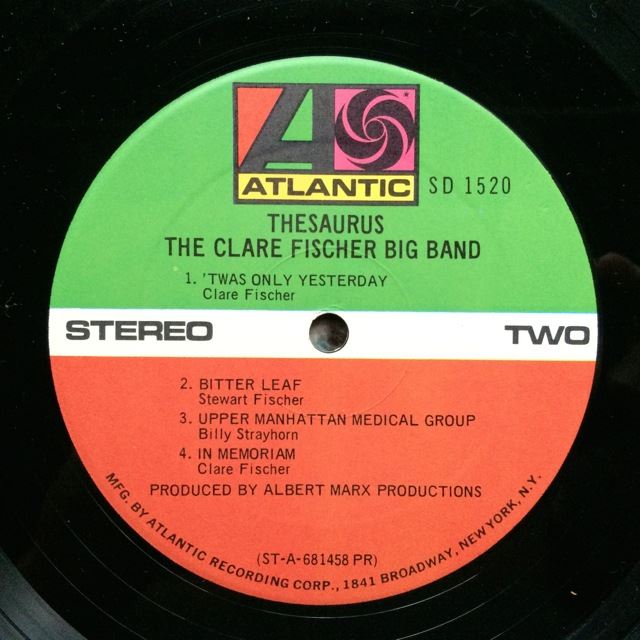 ATLANTIC
SD 1520
THESAURUS
THE CLARE FISCHER BIG BAND
1. 'TWAS ONLY YESTERDAY
Clare Fischer
STEREO
TWO
2. BITTER LEAF
Stewart Fischer
3. UPPER MANHATTAN MEDICAL GROUP
Billy Strayhorn
4. IN MEMORIAM
Clare Fischer
PRODUCED BY ALBERT MARX PRODUCTIONS
(ST-A-681458 PR)
MFG. BY ATLANTIC RECORDING CORP., 1841 BROADWAY, NEW YORK, N.Y.